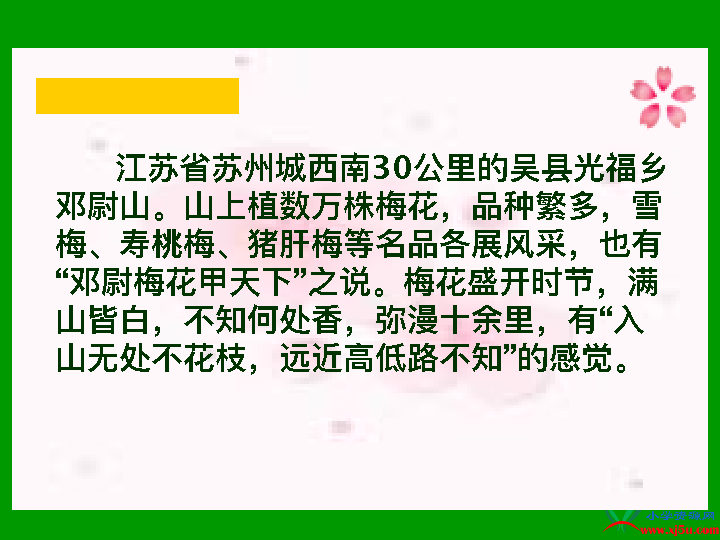 江苏省苏州城西南30公里的吴县光福乡
邓尉山。山上植数万株梅花，品种繁多，雪
梅、寿桃梅、猪肝梅等名品各展风采，也有
“邓尉梅花甲天下”之说。梅花盛开时节，满
山皆白，不知何处香，弥漫十余里，有“入
山无处不花枝，远近高低路不知”的感觉。